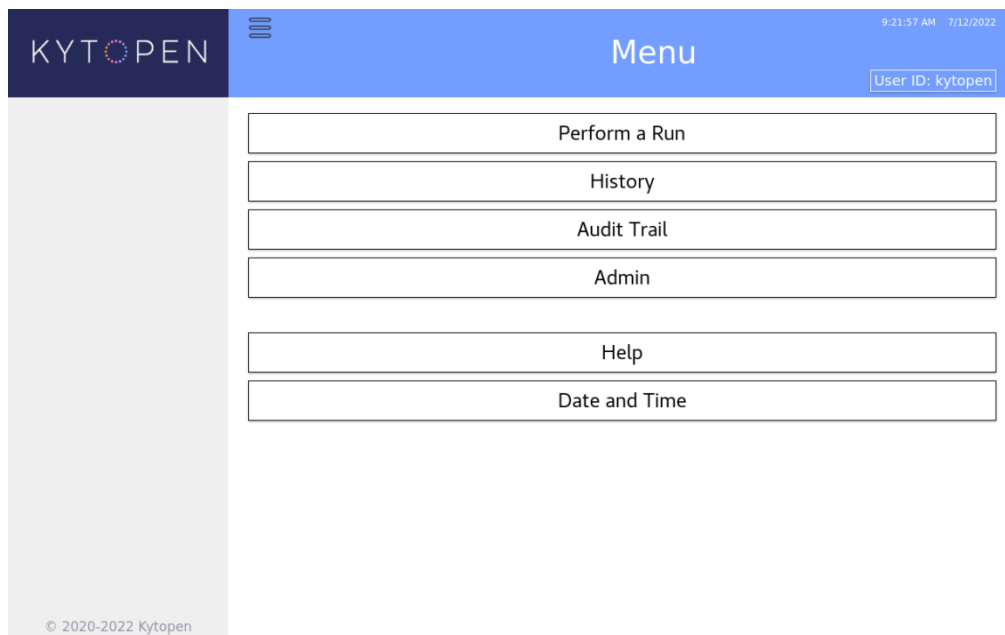 KYTOPEN
9:21:57 AM 7/12/2022
Menu
User ID: kytopen
Perform a Run
History
Audit Trail
Admin
Help
Date and Time
© 2020-2022 Kytopen